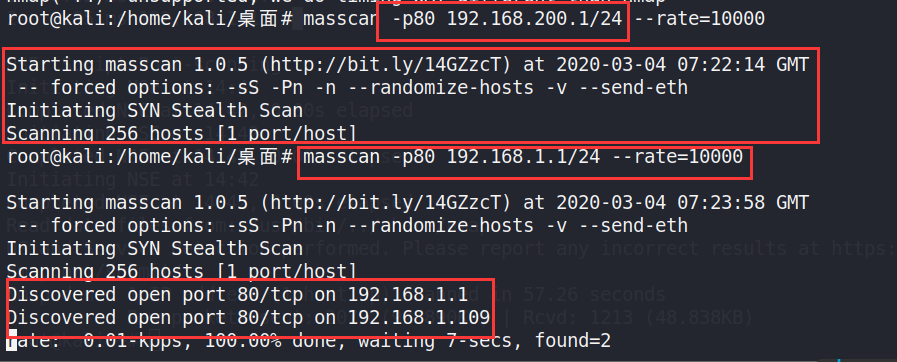 root@kali:/home/kali/桌面# masscan -p80 192.168.200.1/24 --rate=10000
Starting masscan 1.0.5 (http://bit.ly/14GZzcT) at 2020-03-04 07:22:14 GMT
-- forced options: -sS -Pn -n --randomize-hosts -v --send-eth
Initiating SYN Stealth Scan
Scanning 256 hosts [1 port/host]
root@kali:/home/kali/桌面# masscan -p80 192.168.1.1/24 --rate=10000
Initiating NSE at 14:42
Starting masscan 1.0.5 (http://bit.ly/14GZzcT) at 2020-03-04 07:23:58 GMT
-- forced options: -sS -Pn -n --randomize-hosts -v --send-eth
Initiating SYN Stealth Scan
Scanning 256 hosts [1 port/host]
Discovered open port 80/tcp on 192.168.1.1
Discovered open port 80/tcp on 192.168.1.109
rate: 0.01-kpps, 100.00% done, waiting 7-secs, found=2